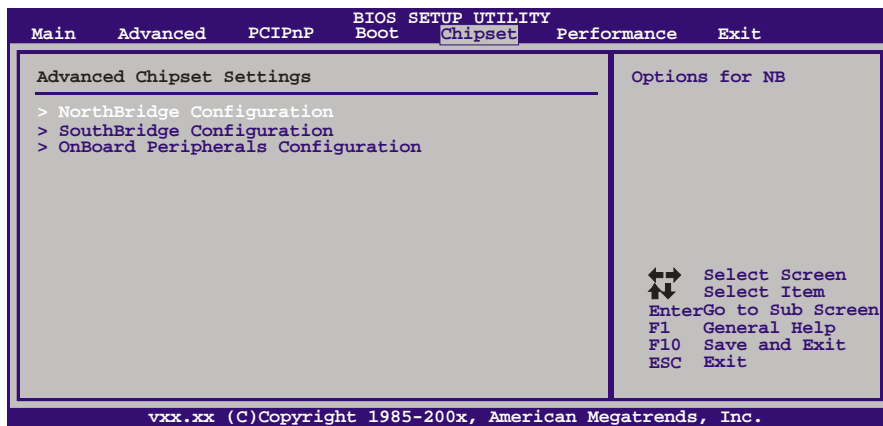 BIOS SETUP UTILITY
Main Advanced PCIPnP Boot Chipset Performance Exit
Advanced Chipset Settings
> NorthBridge Configuration
> SouthBridge Configuration
> OnBoard Peripherals Configuration
Options for NB
Select Screen
Select Item
EnterGo to Sub Screen
F1 General Help
F10 Save and Exit
ESC Exit
vxx.xx (C)Copyright 1985-200x, American Megatrends, Inc.